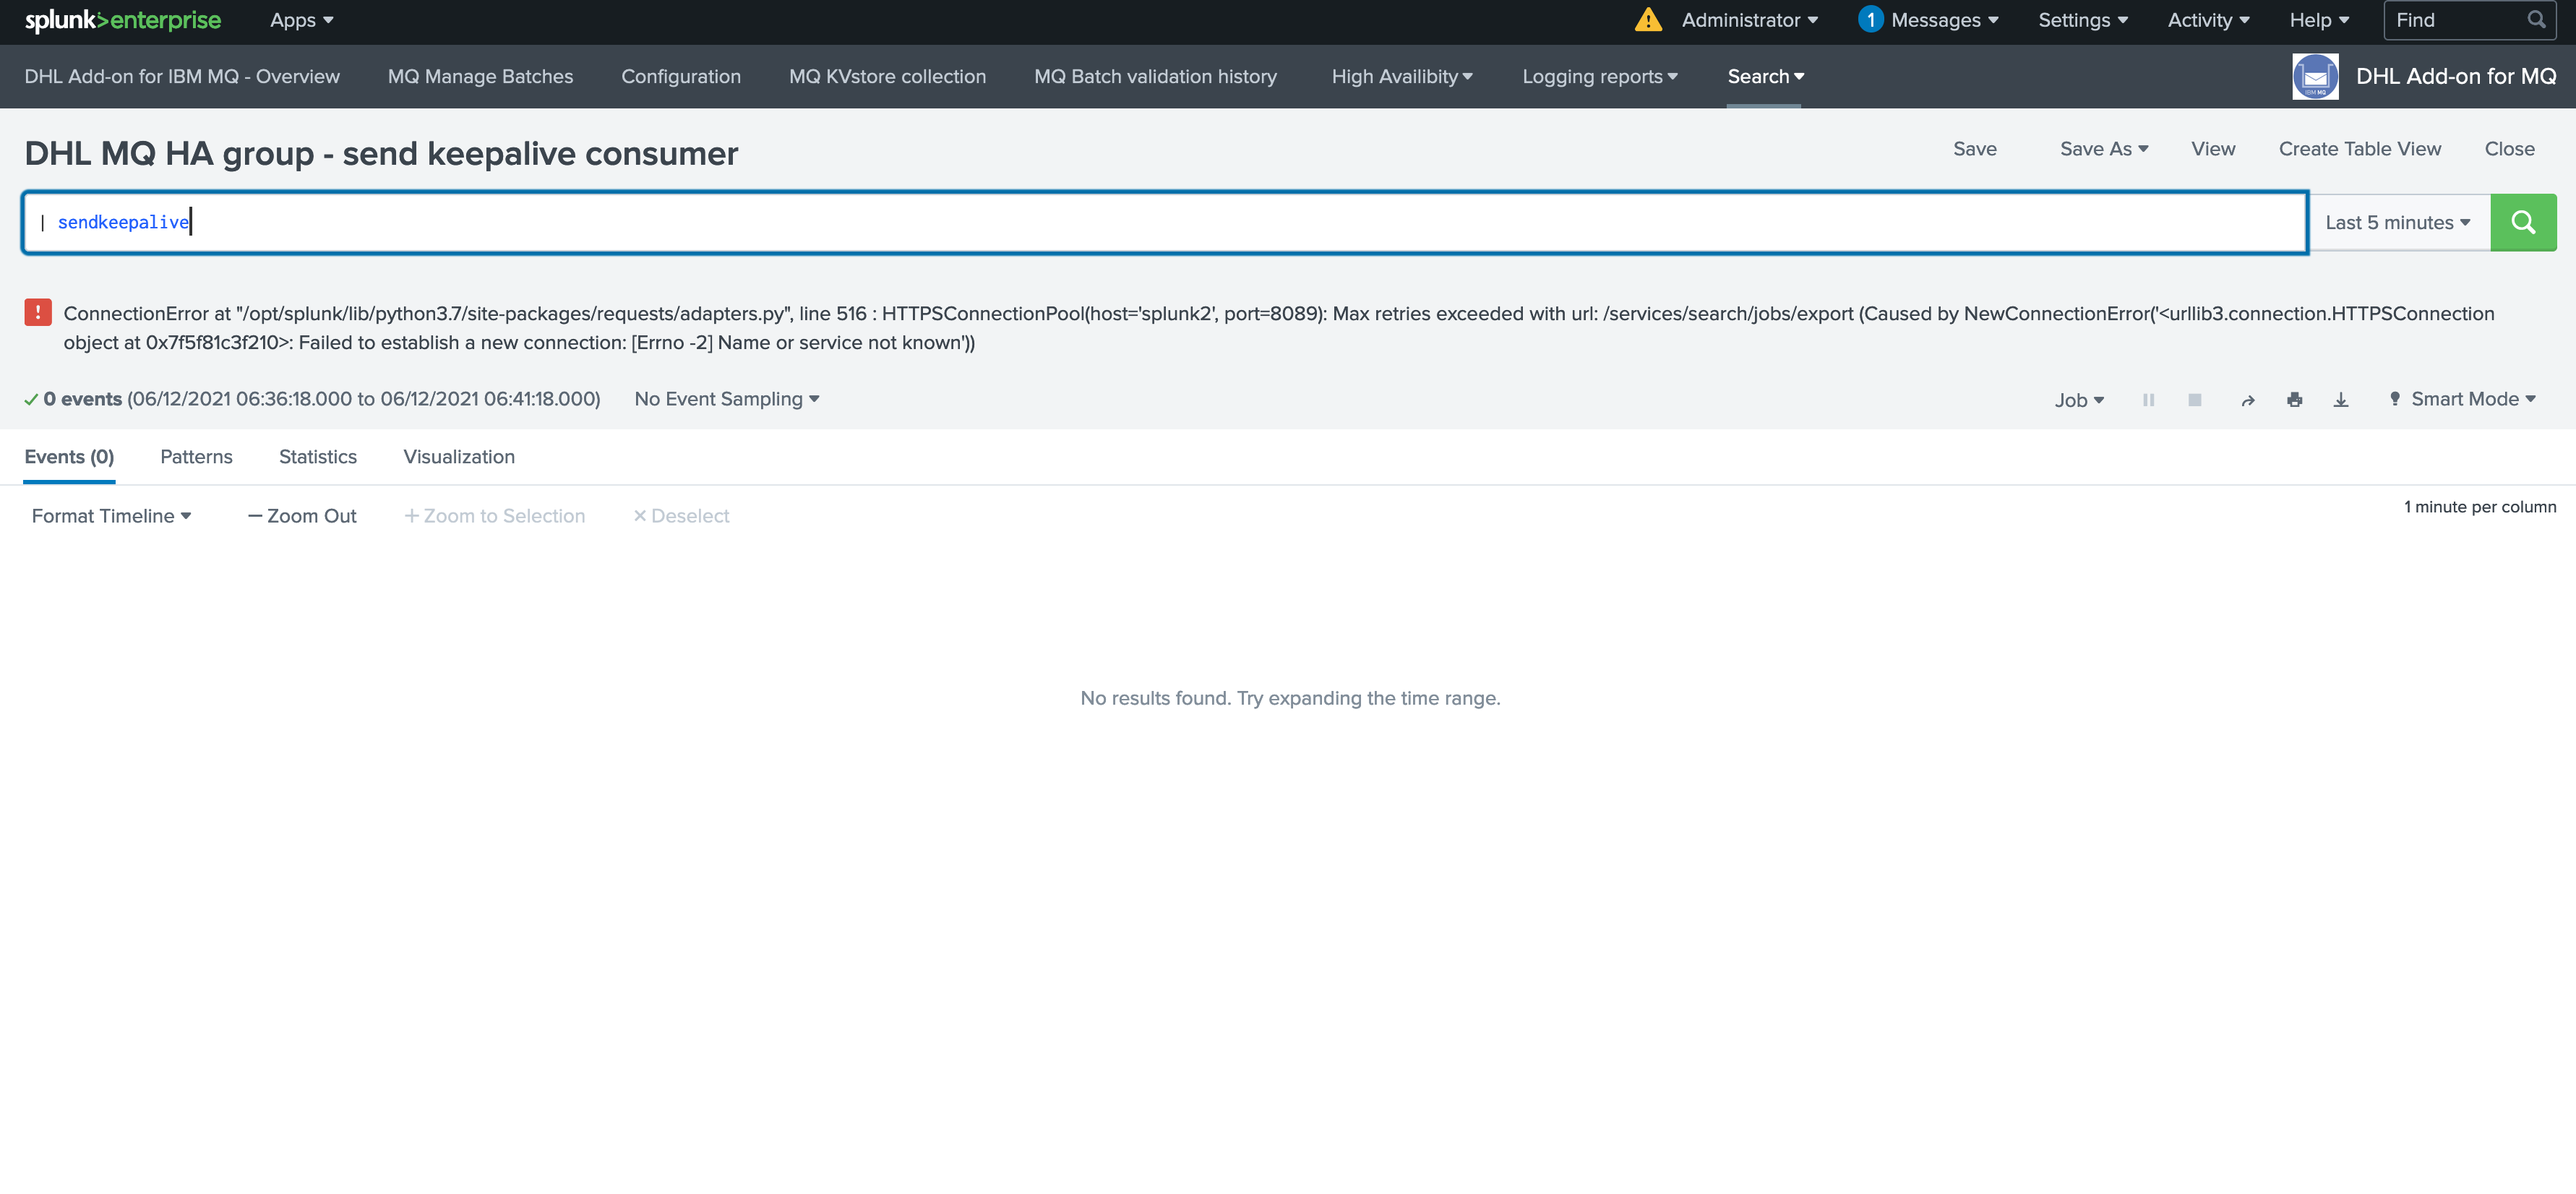 splunk>enterprise Apps Administrator 1 Messages Settings Activity Help Find
DHL Add-on for IBM MQ - Overview MQ Manage Batches Configuration MQ KVstore collection MQ Batch validation history High Availibity Logging reports Search IBM MQ DHL Add-on for MQ
DHL MQ HA group - send keepalive consumer Save Save As View Create Table View Close
| sendkeepalive Last 5 minutes
! ConnectionError at "/opt/splunk/lib/python3.7/site-packages/requests/adapters.py", line 516 : HTTPSConnectionPool(host='splunk2', port=8089): Max retries exceeded with url: /services/search/jobs/export (Caused by NewConnectionError('<urllib3.connection.HTTPSConnection
object at 0x7f5f81c3f210>: Failed to establish a new connection: [Errno -2] Name or service not known'))
✓ 0 events (06/12/2021 06:36:18.000 to 06/12/2021 06:41:18.000) No Event Sampling Job Smart Mode
Events (0) Patterns Statistics Visualization
Format Timeline — Zoom Out + Zoom to Selection × Deselect 1 minute per column
No results found. Try expanding the time range.